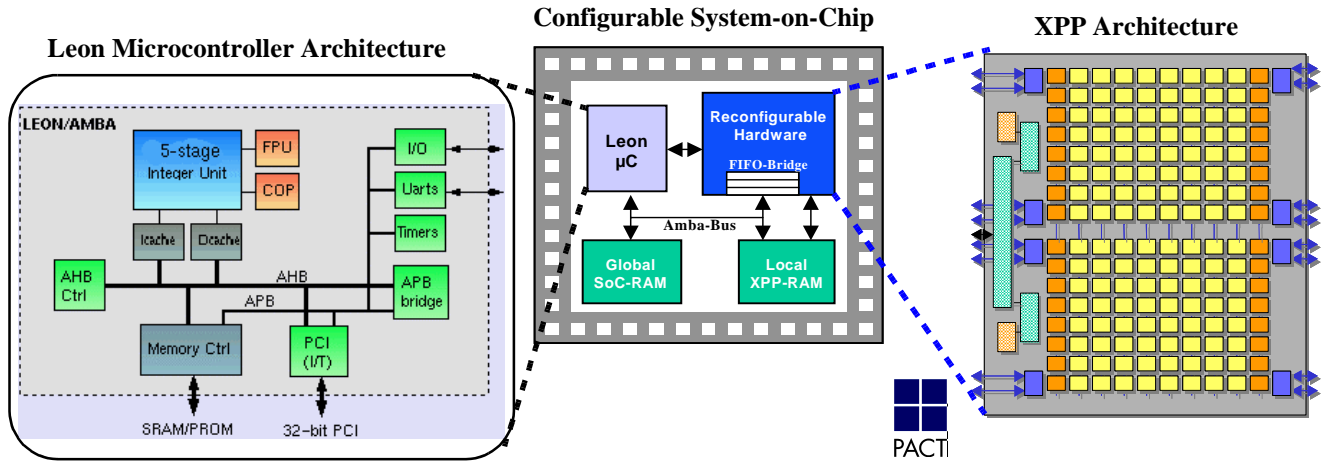 Configurable System-on-Chip
Leon Microcontroller Architecture
XPP Architecture
LEON/AMBA
5-stage
Integer Unit
FPU
COP
I/O
Uarts
Timers
Icache
Dcache
AHB
Ctrl
AHB
APB
APB
bridge
Memory Ctrl
PCI
(I/T)
SRAM/PROM
32-bit PCI
Leon
µC
Reconfigurable
Hardware
FIFO-Bridge
Amba-Bus
Global
SoC-RAM
Local
XPP-RAM
PACT